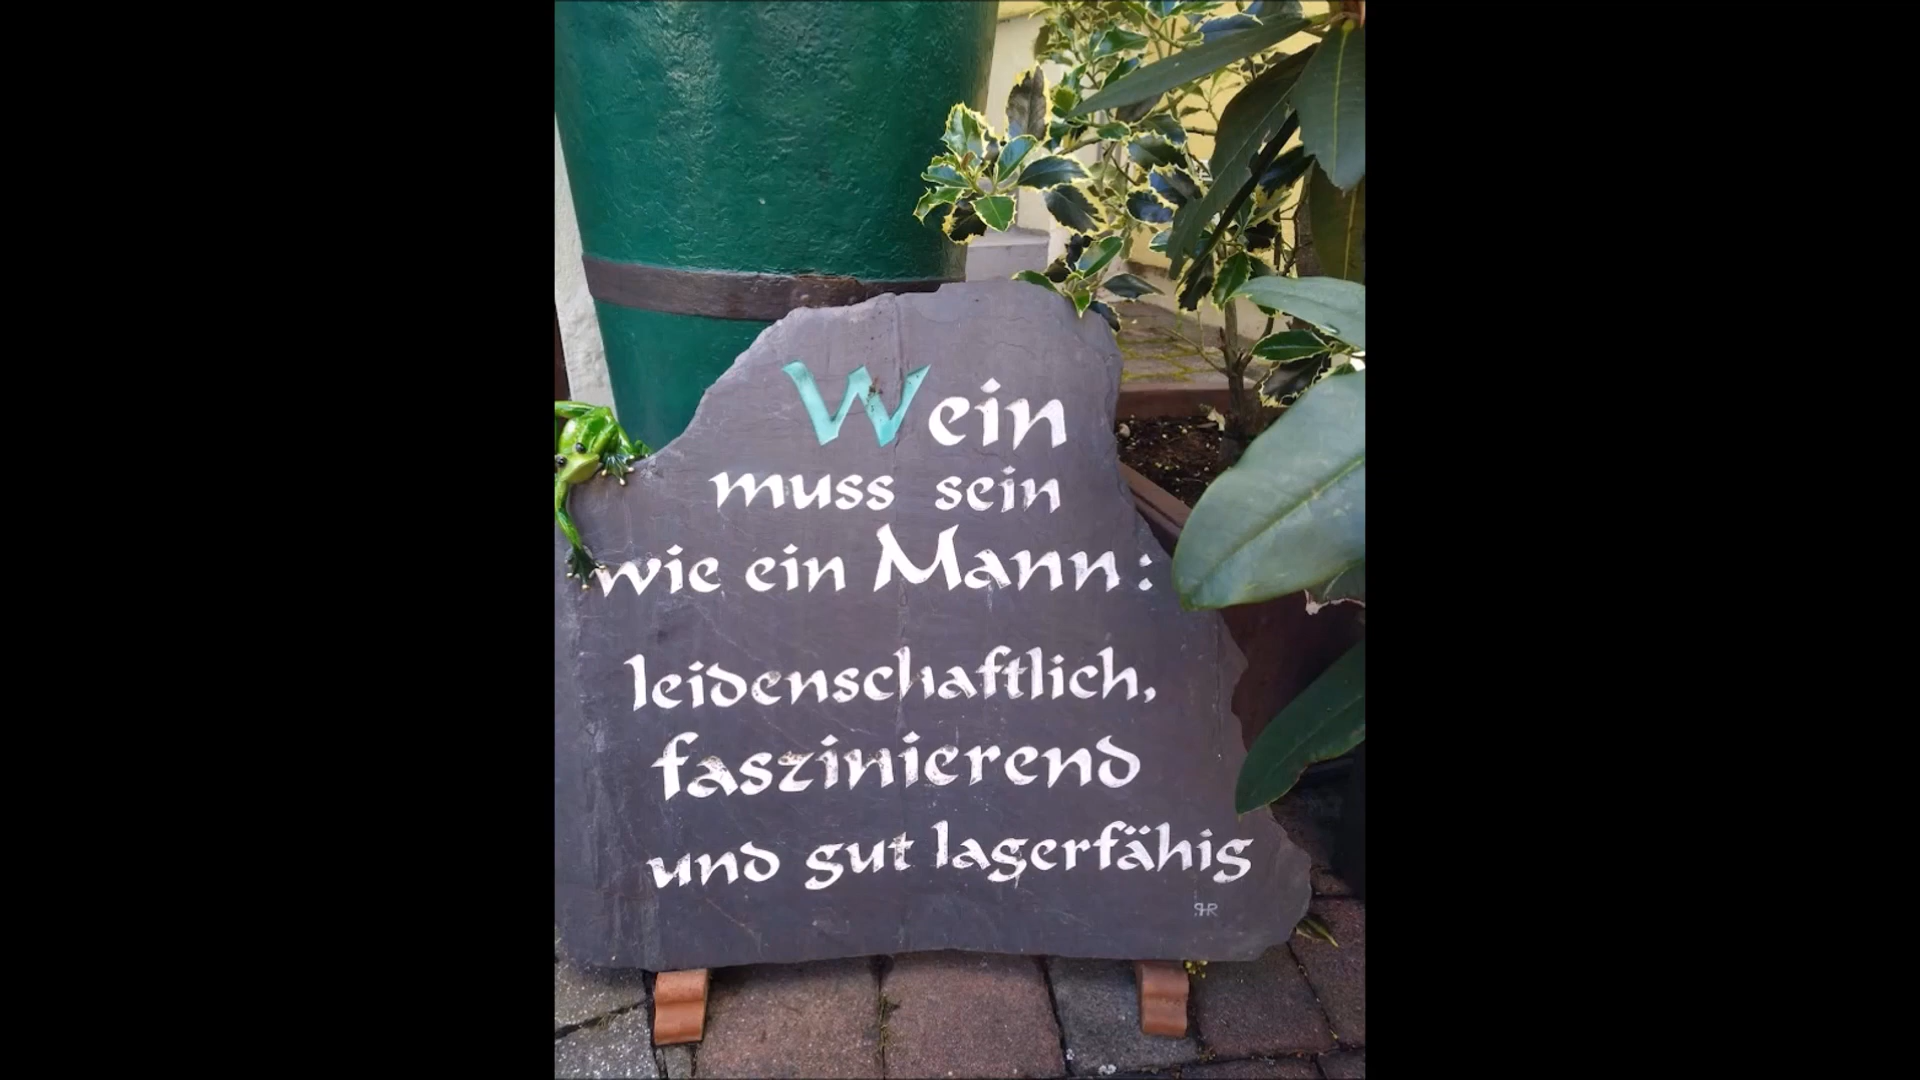 Wein
muss sein
wie ein Mann:
leidenschaftlich,
faszinierend
und gut lagerfähig